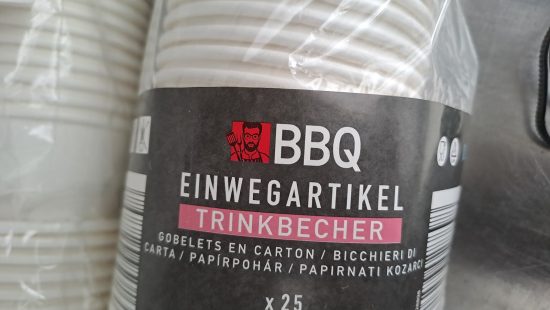 BBQ
EINWEGARTIKEL
TRINKBECHER
GOBELETS EN CARTON / BICCHIERI DI
CARTA / PAPÍRPOHÁR / PAPIRNATI KOZARCI
x 25